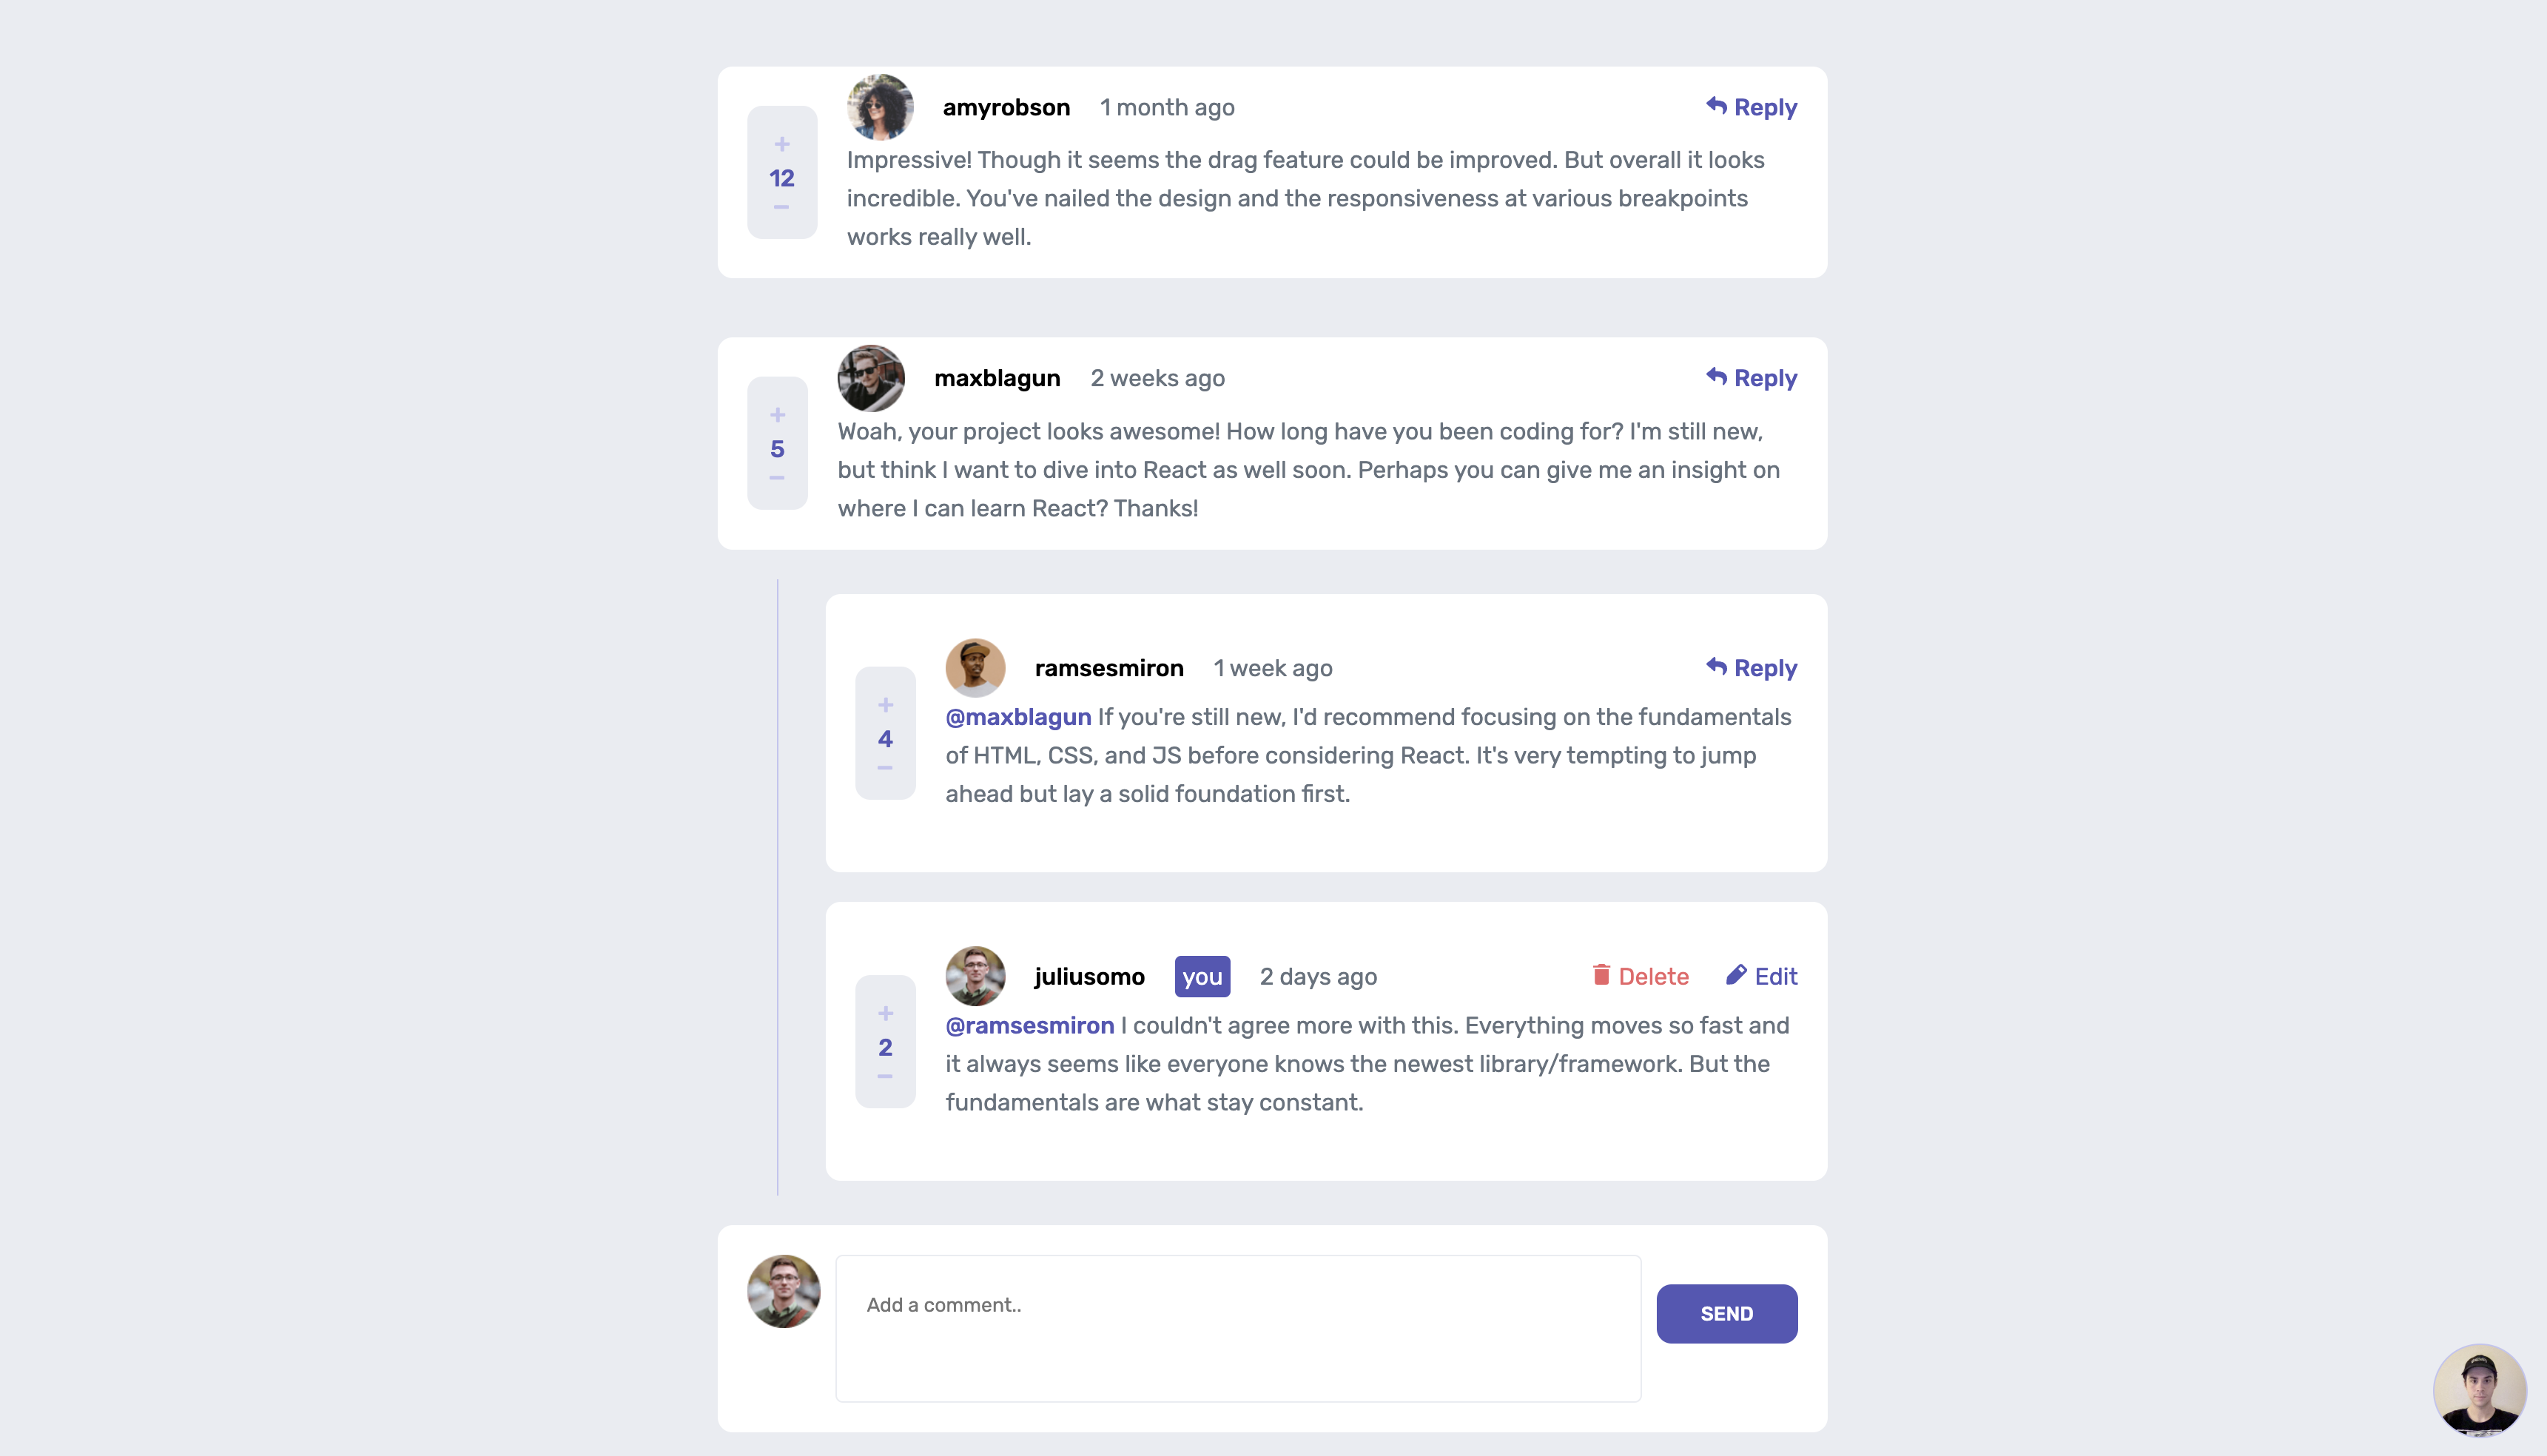 amyrobson 1 month ago Reply
+
12
−
Impressive! Though it seems the drag feature could be improved. But overall it looks
incredible. You've nailed the design and the responsiveness at various breakpoints
works really well.
maxblagun 2 weeks ago Reply
+
5
−
Woah, your project looks awesome! How long have you been coding for? I'm still new,
but think I want to dive into React as well soon. Perhaps you can give me an insight on
where I can learn React? Thanks!
ramsesmiron 1 week ago Reply
+
4
−
@maxblagun If you're still new, I'd recommend focusing on the fundamentals
of HTML, CSS, and JS before considering React. It's very tempting to jump
ahead but lay a solid foundation first.
juliusomo you 2 days ago Delete Edit
+
2
−
@ramsesmiron I couldn't agree more with this. Everything moves so fast and
it always seems like everyone knows the newest library/framework. But the
fundamentals are what stay constant.
Add a comment..
SEND